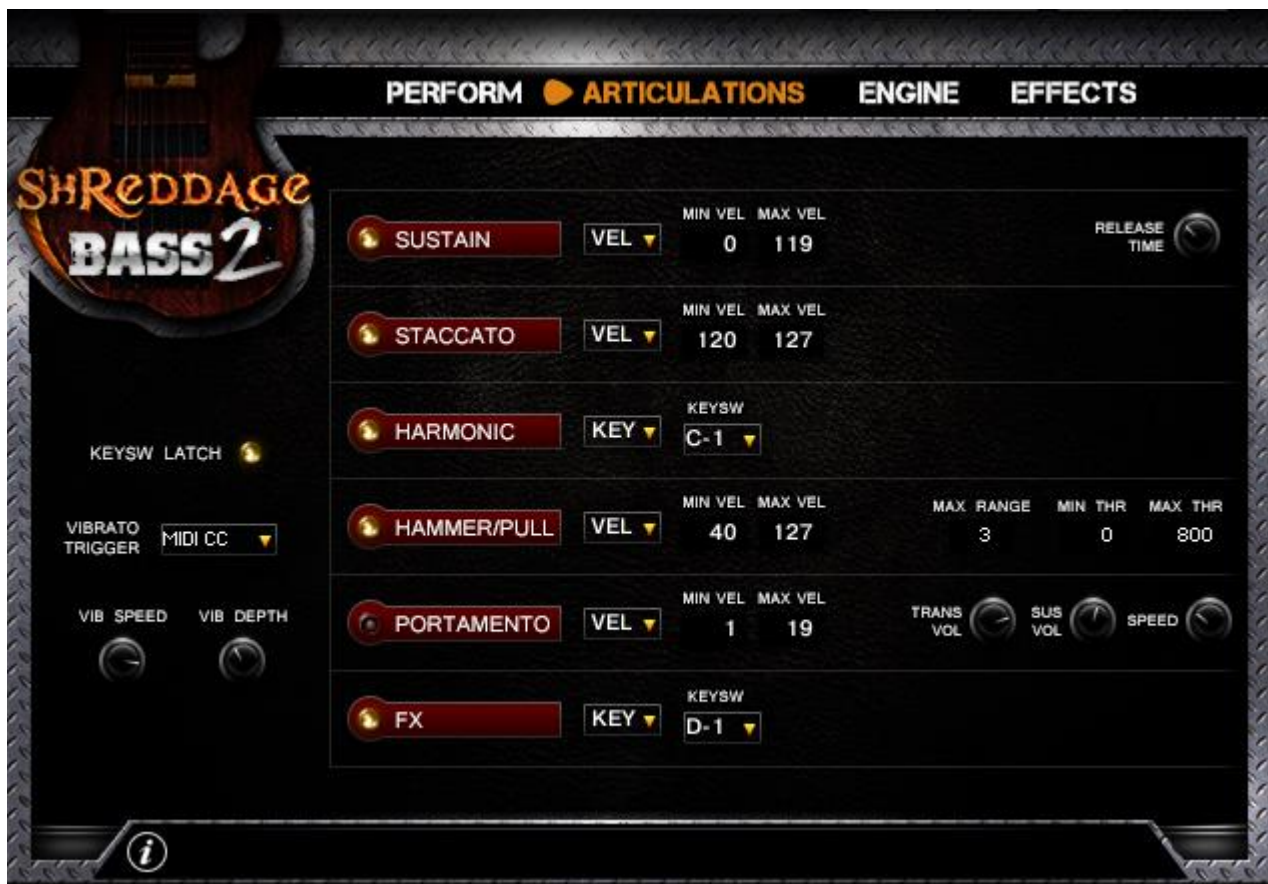 PERFORM ARTICULATIONS ENGINE EFFECTS
SHReDDAGe
BASS 2
SUSTAIN VEL MIN VEL MAX VEL
0 119
RELEASE
TIME
STACCATO VEL MIN VEL MAX VEL
120 127
HARMONIC KEY KEYSW
C-1
KEYSW LATCH
HAMMER/PULL VEL MIN VEL MAX VEL
40 127
MAX RANGE MIN THR MAX THR
3 0 800
VIBRATO
TRIGGER
MIDI CC
VIB SPEED VIB DEPTH
PORTAMENTO VEL MIN VEL MAX VEL
1 19
TRANS
VOL
SUS
VOL
SPEED
FX KEY KEYSW
D-1
i